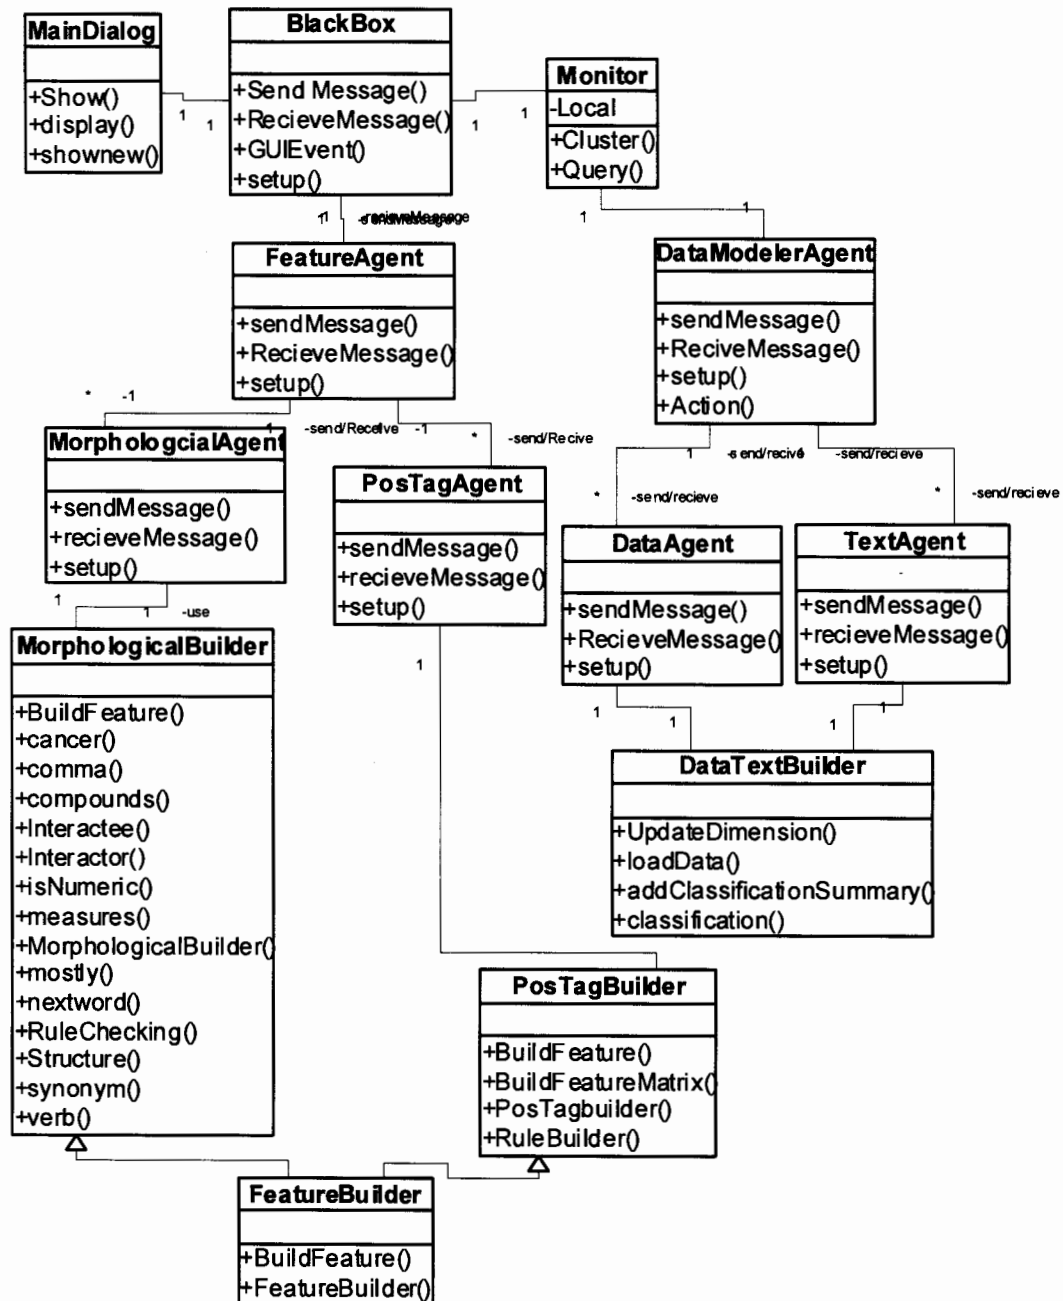 MainDialog
+Show()
+display()
+shownew()
1
1
BlackBox
+Send Message()
+RecieveMessage()
+GUIEvent()
+setup()
1
1
Monitor
-Local
+Cluster()
+Query()
1
1
FeatureAgent
+sendMessage()
+RecieveMessage()
+setup()
DataModelerAgent
+sendMessage()
+ReciveMessage()
+setup()
+Action()
* -1
1 -send/Receive -1
* -send/Recive
MorphologcialAgent
+sendMessage()
+recieveMessage()
+setup()
1
1 -use
PosTagAgent
+sendMessage()
+recieveMessage()
+setup()
1
1 -send/recive
-send/recieve
* -send/recieve
* -send/recieve
DataAgent
+sendMessage()
+RecieveMessage()
+setup()
1
1
TextAgent
+sendMessage()
+recieveMessage()
+setup()
1
1
MorphologicalBuilder
+BuildFeature()
+cancer()
+comma()
+compounds()
+Interactee()
+Interactor()
+isNumeric()
+measures()
+MorphologicalBuilder()
+mostly()
+nextword()
+RuleChecking()
+Structure()
+synonym()
+verb()
DataTextBuilder
+UpdateDimension()
+loadData()
+addClassificationSummary()
+classification()
PosTagBuilder
+BuildFeature()
+BuildFeatureMatrix()
+PosTagbuilder()
+RuleBuilder()
FeatureBuilder
+BuildFeature()
+FeatureBuilder()